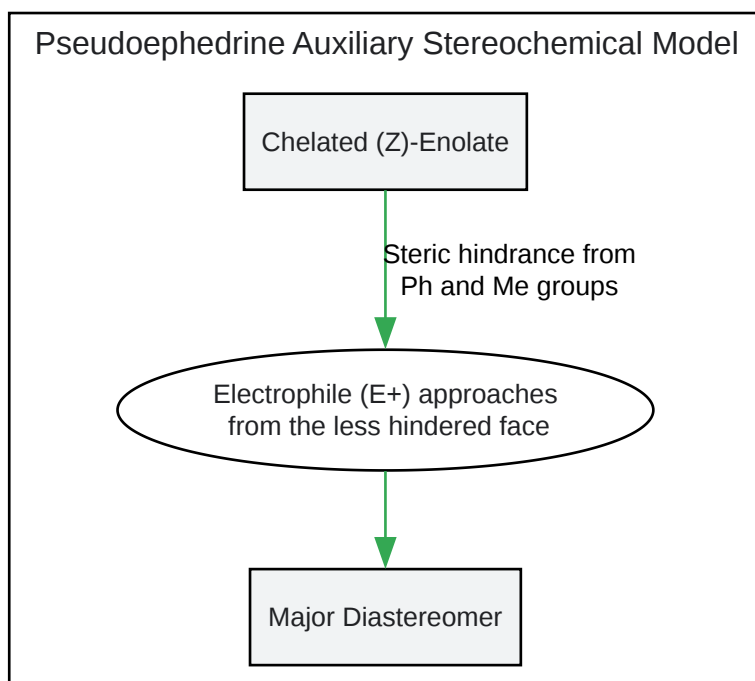 Pseudoephedrine Auxiliary Stereochemical Model
Chelated (Z)-Enolate
Steric hindrance from
Ph and Me groups
Electrophile (E+) approaches
from the less hindered face
Major Diastereomer